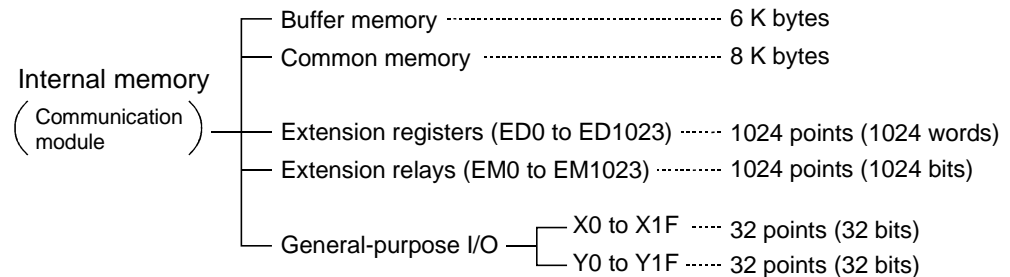 Buffer memory 6 K bytes
Common memory 8 K bytes
Internal memory
(Communication module)
Extension registers (ED0 to ED1023) 1024 points (1024 words)
Extension relays (EM0 to EM1023) 1024 points (1024 bits)
General-purpose I/O
X0 to X1F 32 points (32 bits)
Y0 to Y1F 32 points (32 bits)